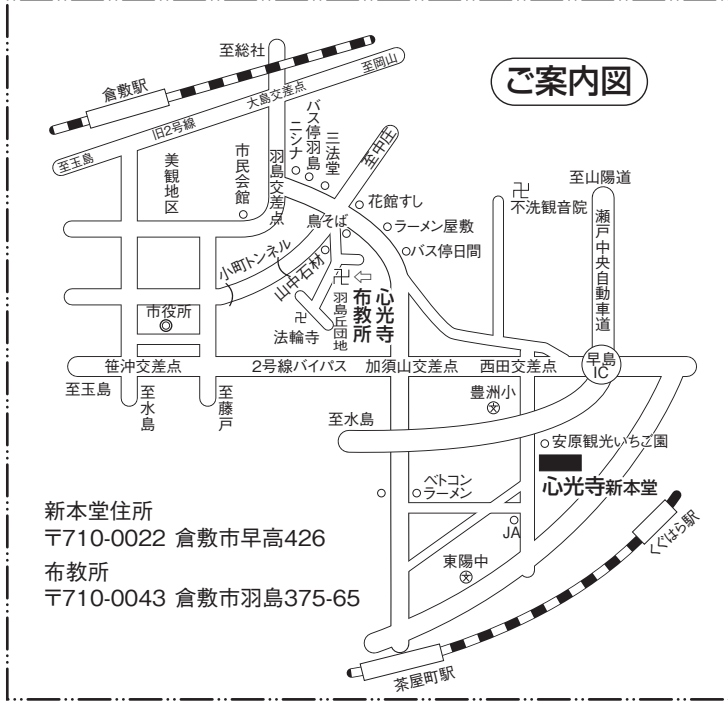 ご案内図
至総社
至岡山
倉敷駅
大島交差点
旧2号線
至玉島
美観地区
市民会館
羽島交差点
ニシナ
バス停羽島
三法堂
至中庄
花館すし
鳥そば
ラーメン屋敷
バス停日間
不洗観音院
至山陽道
瀬戸中央自動車道
小町トンネル
山中石材
市役所
法輪寺
羽島丘団地
心光寺
布教所
笹沖交差点
2号線バイパス
加須山交差点
西田交差点
早島
IC
至玉島
至水島
至藤戸
豊洲小
至水島
安原観光いちご園
心光寺新本堂
ベトコン
ラーメン
JA
くぐはら駅
東陽中
茶屋町駅
新本堂住所
〒710-0022 倉敷市早高426
布教所
〒710-0043 倉敷市羽島375-65